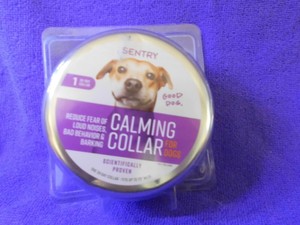 SENTRY
1
GOOD
DOG.
REDUCE FEAR OF
LOUD NOISES,
BAD BEHAVIOR &
BARKING
CALMING
COLLAR
FOR
DOGS
SCIENTIFICALLY
PROVEN